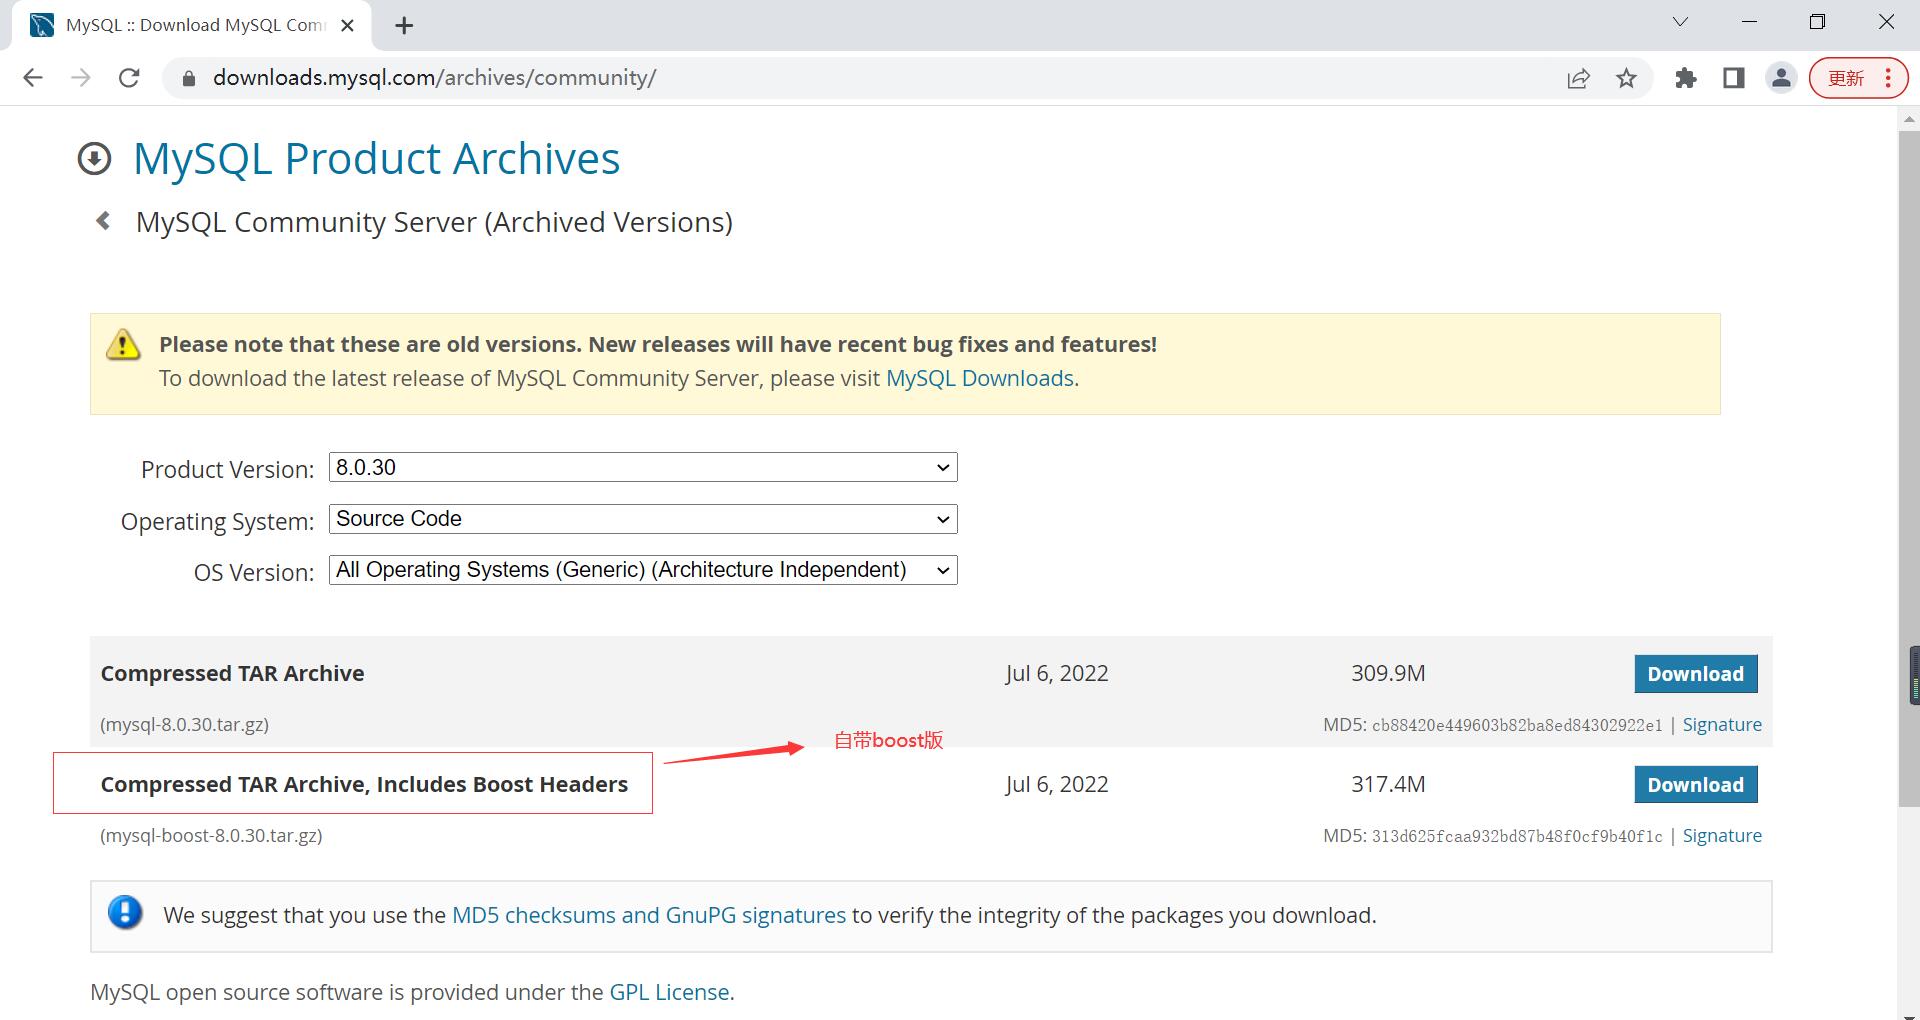 MySQL :: Download MySQL Com
downloads.mysql.com/archives/community/
更新
MySQL Product Archives
MySQL Community Server (Archived Versions)
Please note that these are old versions. New releases will have recent bug fixes and features!
To download the latest release of MySQL Community Server, please visit MySQL Downloads.
Product Version: 8.0.30
Operating System: Source Code
OS Version: All Operating Systems (Generic) (Architecture Independent)
Compressed TAR Archive Jul 6, 2022 309.9M Download
(mysql-8.0.30.tar.gz) MD5: cb88420e449603b82ba8ed84302922e1 | Signature
自带boost版
Compressed TAR Archive, Includes Boost Headers Jul 6, 2022 317.4M Download
(mysql-boost-8.0.30.tar.gz) MD5: 313d625fcaa932bd87b48f0cf9b40f1c | Signature
We suggest that you use the MD5 checksums and GnuPG signatures to verify the integrity of the packages you download.
MySQL open source software is provided under the GPL License.